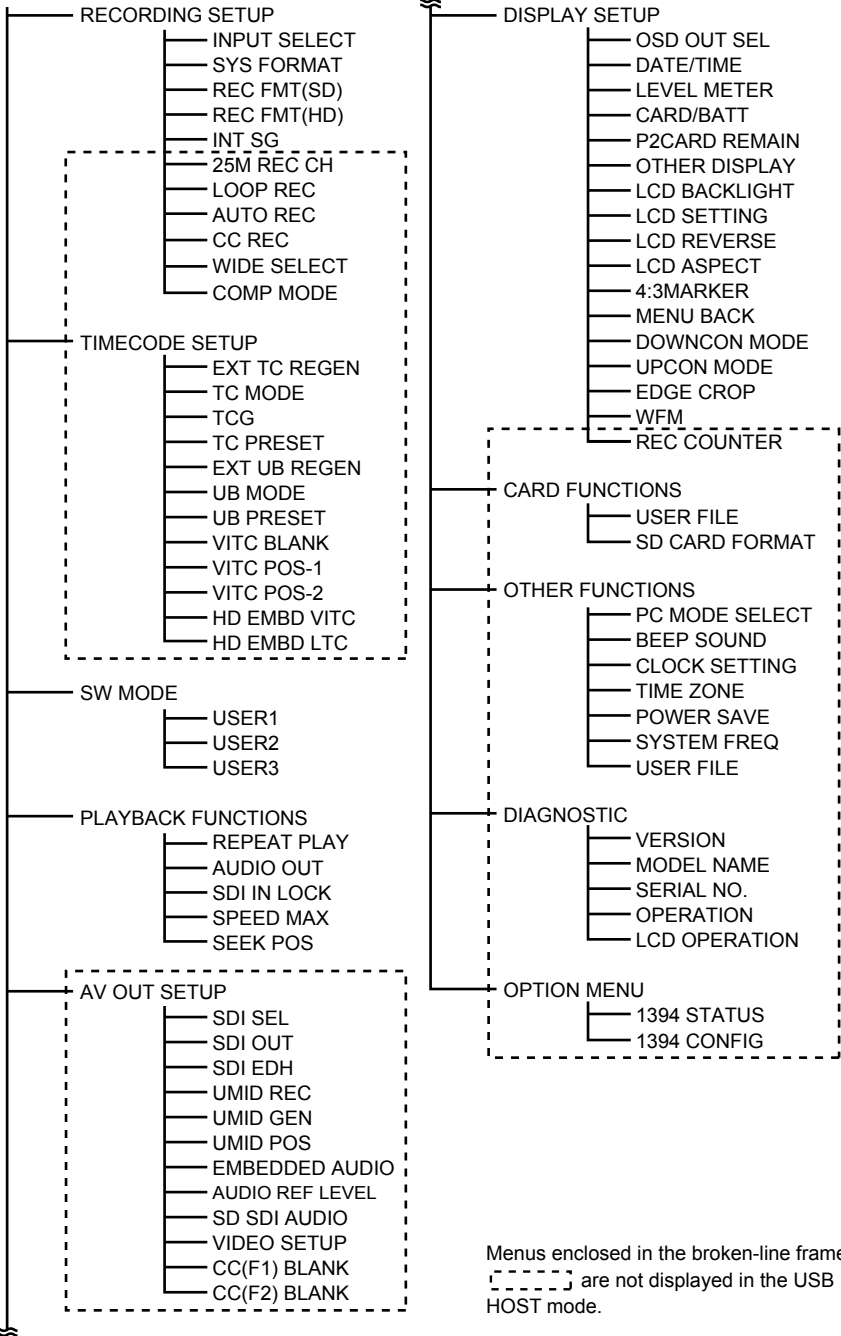 RECORDING SETUP
INPUT SELECT
SYS FORMAT
REC FMT(SD)
REC FMT(HD)
INT SG
25M REC CH
LOOP REC
AUTO REC
CC REC
WIDE SELECT
COMP MODE
TIMECODE SETUP
EXT TC REGEN
TC MODE
TCG
TC PRESET
EXT UB REGEN
UB MODE
UB PRESET
VITC BLANK
VITC POS-1
VITC POS-2
HD EMBD VITC
HD EMBD LTC
SW MODE
USER1
USER2
USER3
PLAYBACK FUNCTIONS
REPEAT PLAY
AUDIO OUT
SDI IN LOCK
SPEED MAX
SEEK POS
AV OUT SETUP
SDI SEL
SDI OUT
SDI EDH
UMID REC
UMID GEN
UMID POS
EMBEDDED AUDIO
AUDIO REF LEVEL
SD SDI AUDIO
VIDEO SETUP
CC(F1) BLANK
CC(F2) BLANK
DISPLAY SETUP
OSD OUT SEL
DATE/TIME
LEVEL METER
CARD/BATT
P2CARD REMAIN
OTHER DISPLAY
LCD BACKLIGHT
LCD SETTING
LCD REVERSE
LCD ASPECT
4:3MARKER
MENU BACK
DOWNCON MODE
UPCON MODE
EDGE CROP
WFM
REC COUNTER
CARD FUNCTIONS
USER FILE
SD CARD FORMAT
OTHER FUNCTIONS
PC MODE SELECT
BEEP SOUND
CLOCK SETTING
TIME ZONE
POWER SAVE
SYSTEM FREQ
USER FILE
DIAGNOSTIC
VERSION
MODEL NAME
SERIAL NO.
OPERATION
LCD OPERATION
OPTION MENU
1394 STATUS
1394 CONFIG
Menus enclosed in the broken-line frame
are not displayed in the USB
HOST mode.